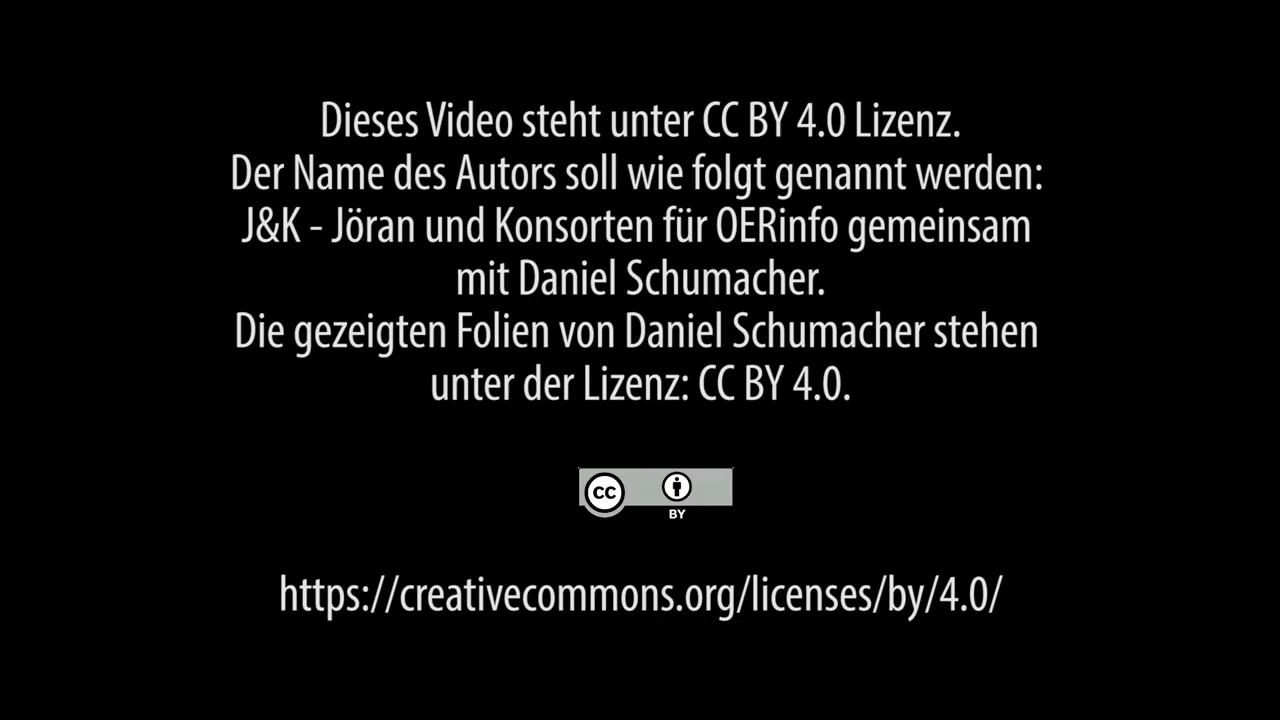 Dieses Video steht unter CC BY 4.0 Lizenz.
Der Name des Autors soll wie folgt genannt werden:
J&K - Jöran und Konsorten für OERinfo gemeinsam
mit Daniel Schumacher.
Die gezeigten Folien von Daniel Schumacher stehen
unter der Lizenz: CC BY 4.0.
CC
BY
https://creativecommons.org/licenses/by/4.0/